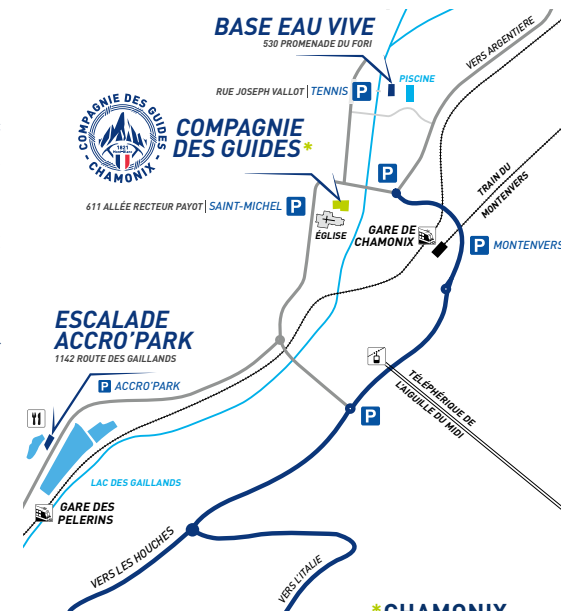 BASE EAU VIVE
530 PROMENADE DU FORI
VERS ARGENTIERE
PISCINE
RUE JOSEPH VALLOT | TENNIS P
COMPAGNIE DES GUIDES
1821
CHAMONIX
COMPAGNIE
DES GUIDES*
P
TRAIN DU
MONTENVERS
611 ALLÉE RECTEUR PAYOT | SAINT-MICHEL P
ÉGLISE
GARE DE
CHAMONIX
P MONTENVERS
ESCALADE
ACCRO'PARK
1142 ROUTE DES GAILLANDS
P ACCRO'PARK
TÉLÉPHÉRIQUE DE
L'AIGUILLE DU MIDI
P
LAC DES GAILLANDS
GARE DES
PELERINS
VERS LES HOUCHES
VERS L'ITALIE
*CHAMONIX